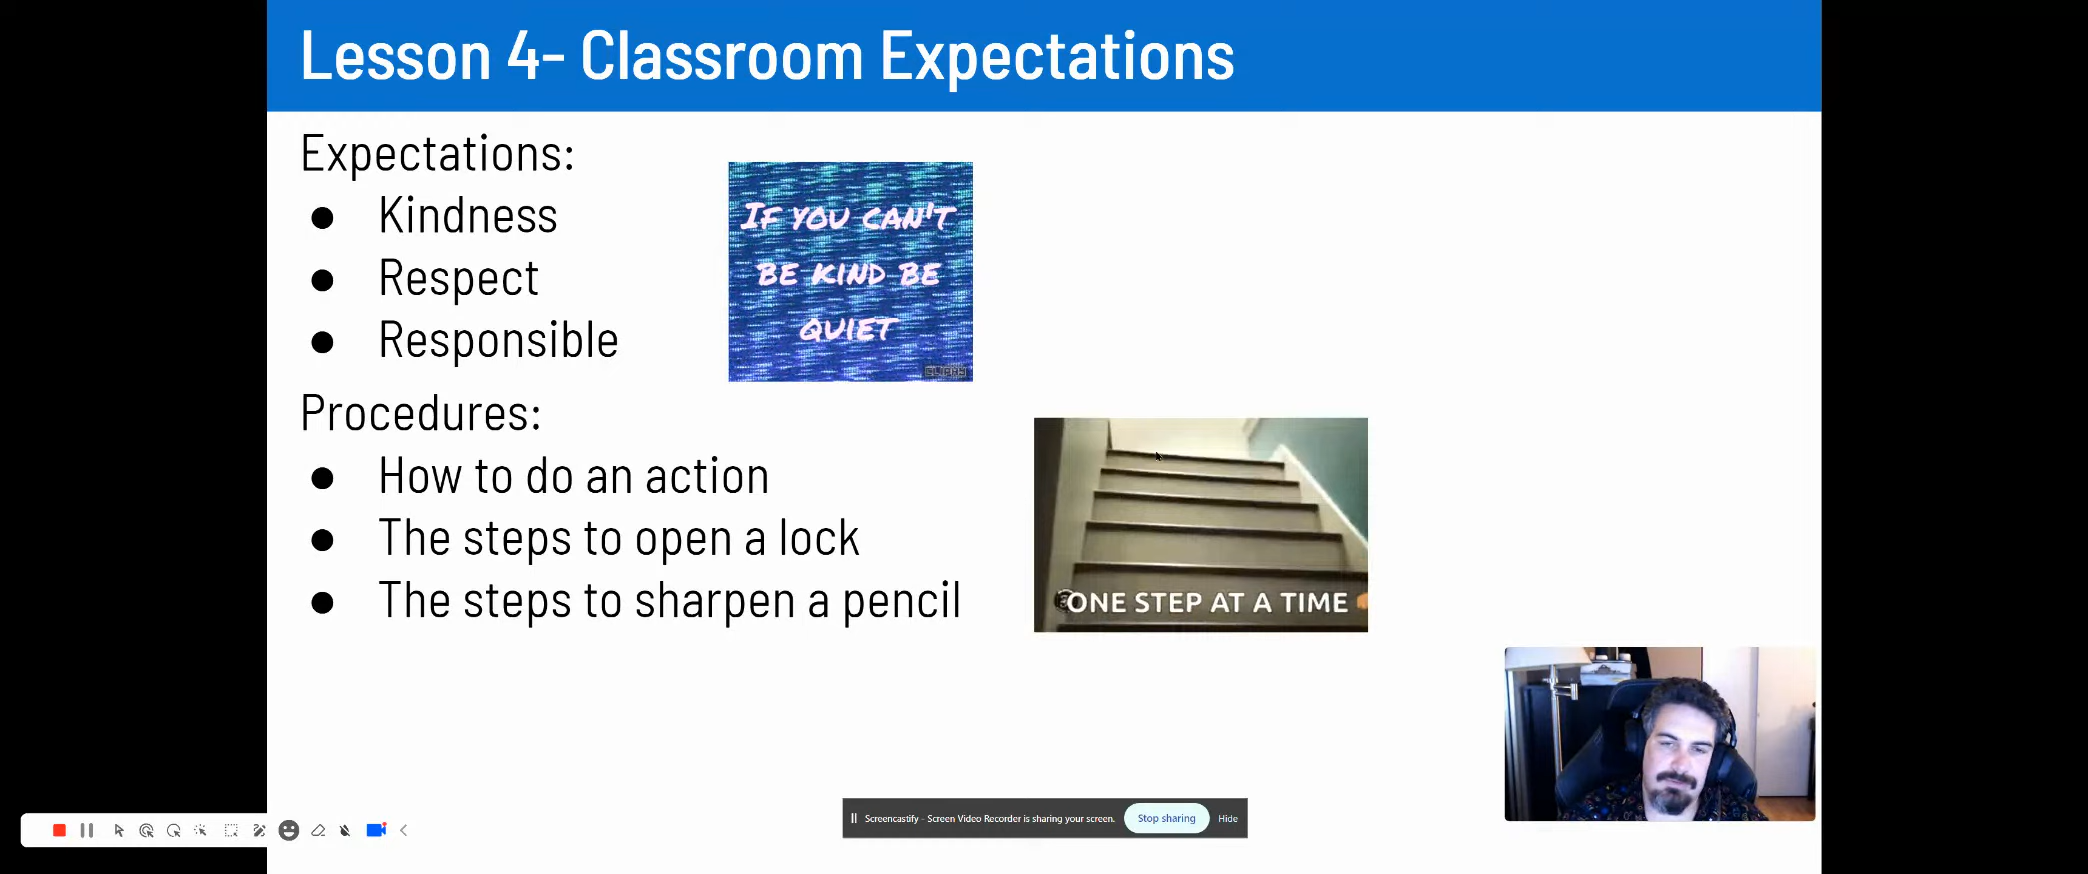 Lesson 4- Classroom Expectations
Expectations:
● Kindness
● Respect
● Responsible
IF YOU CAN'T
BE KIND BE
QUIET
CLIPHY
Procedures:
● How to do an action
● The steps to open a lock
● The steps to sharpen a pencil
ONE STEP AT A TIME
Screencastify - Screen Video Recorder is sharing your screen.
Stop sharing
Hide